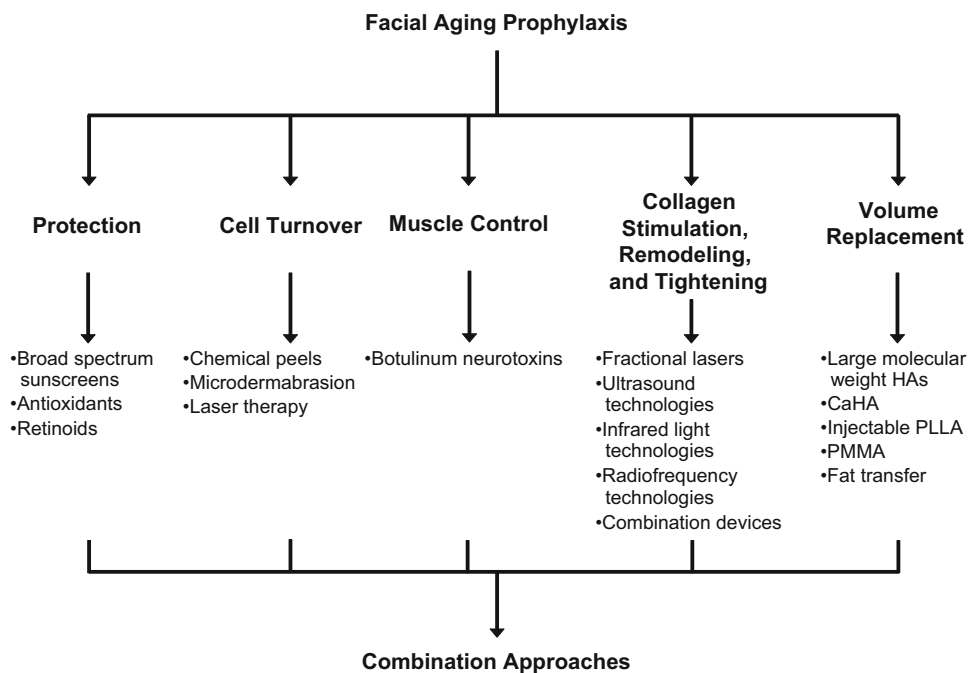 Facial Aging Prophylaxis
Protection
Cell Turnover
Muscle Control
Collagen
Stimulation,
Remodeling,
and Tightening
Volume
Replacement
•Broad spectrum
sunscreens
•Antioxidants
•Retinoids
•Chemical peels
•Microdermabrasion
•Laser therapy
•Botulinum neurotoxins
•Fractional lasers
•Ultrasound
technologies
•Infrared light
technologies
•Radiofrequency
technologies
•Combination devices
•Large molecular
weight HAs
•CaHA
•Injectable PLLA
•PMMA
•Fat transfer
Combination Approaches